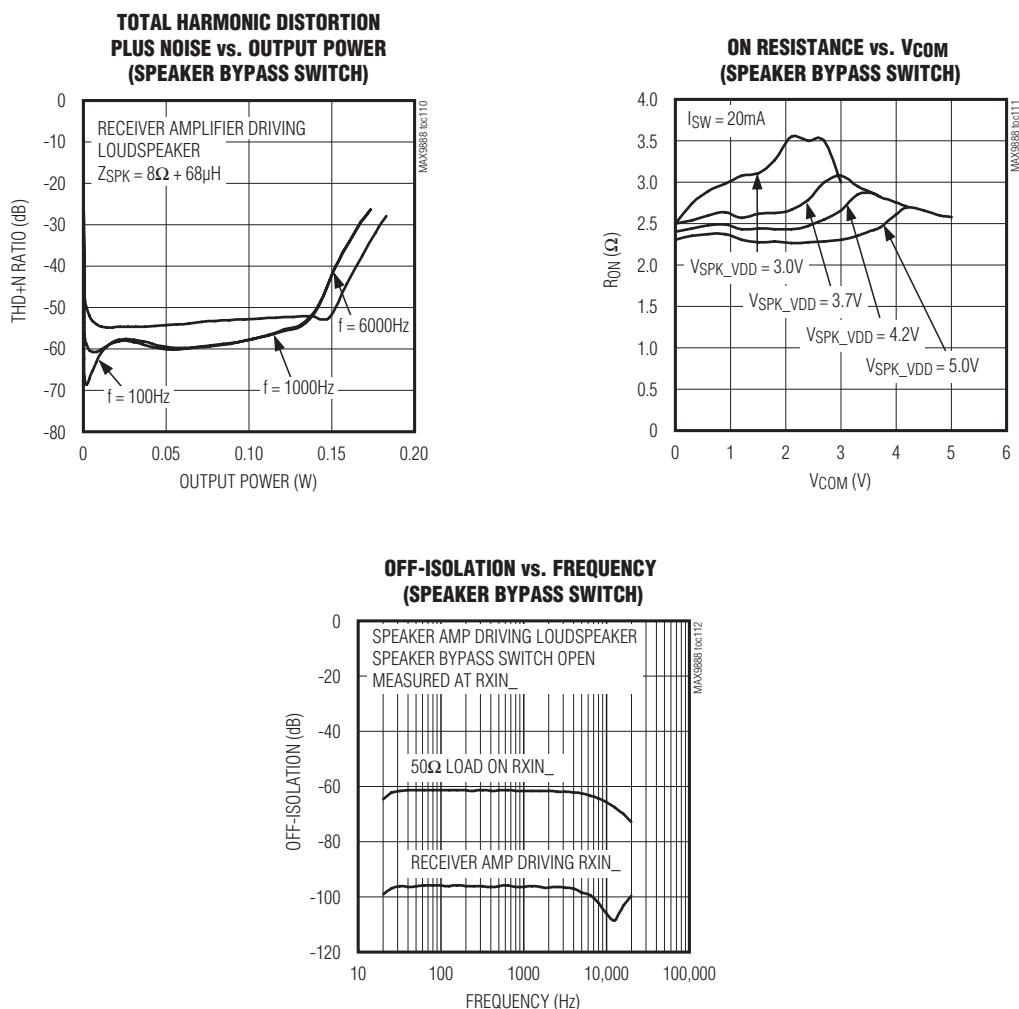 TOTAL HARMONIC DISTORTION
PLUS NOISE vs. OUTPUT POWER
(SPEAKER BYPASS SWITCH)
0
-10
-20
-30
-40
-50
-60
-70
-80
THD+N RATIO (dB)
RECEIVER AMPLIFIER DRIVING
LOUDSPEAKER
ZSPK = 8Ω + 68µH
f = 6000Hz
f = 1000Hz
f = 100Hz
0 0.05 0.10 0.15 0.20
OUTPUT POWER (W)
MAX9888 toc110
ON RESISTANCE vs. VCOM
(SPEAKER BYPASS SWITCH)
4.0
3.5
3.0
2.5
2.0
1.5
1.0
0.5
0
RON (Ω)
ISW = 20mA
VSPK_VDD = 3.0V
VSPK_VDD = 3.7V
VSPK_VDD = 4.2V
VSPK_VDD = 5.0V
0 1 2 3 4 5 6
VCOM (V)
MAX9888 toc111
OFF-ISOLATION vs. FREQUENCY
(SPEAKER BYPASS SWITCH)
0
-20
-40
-60
-80
-100
-120
OFF-ISOLATION (dB)
SPEAKER AMP DRIVING LOUDSPEAKER
SPEAKER BYPASS SWITCH OPEN
MEASURED AT RXIN_
50Ω LOAD ON RXIN_
RECEIVER AMP DRIVING RXIN_
10 100 1000 10,000 100,000
FREQUENCY (Hz)
MAX9888 toc112